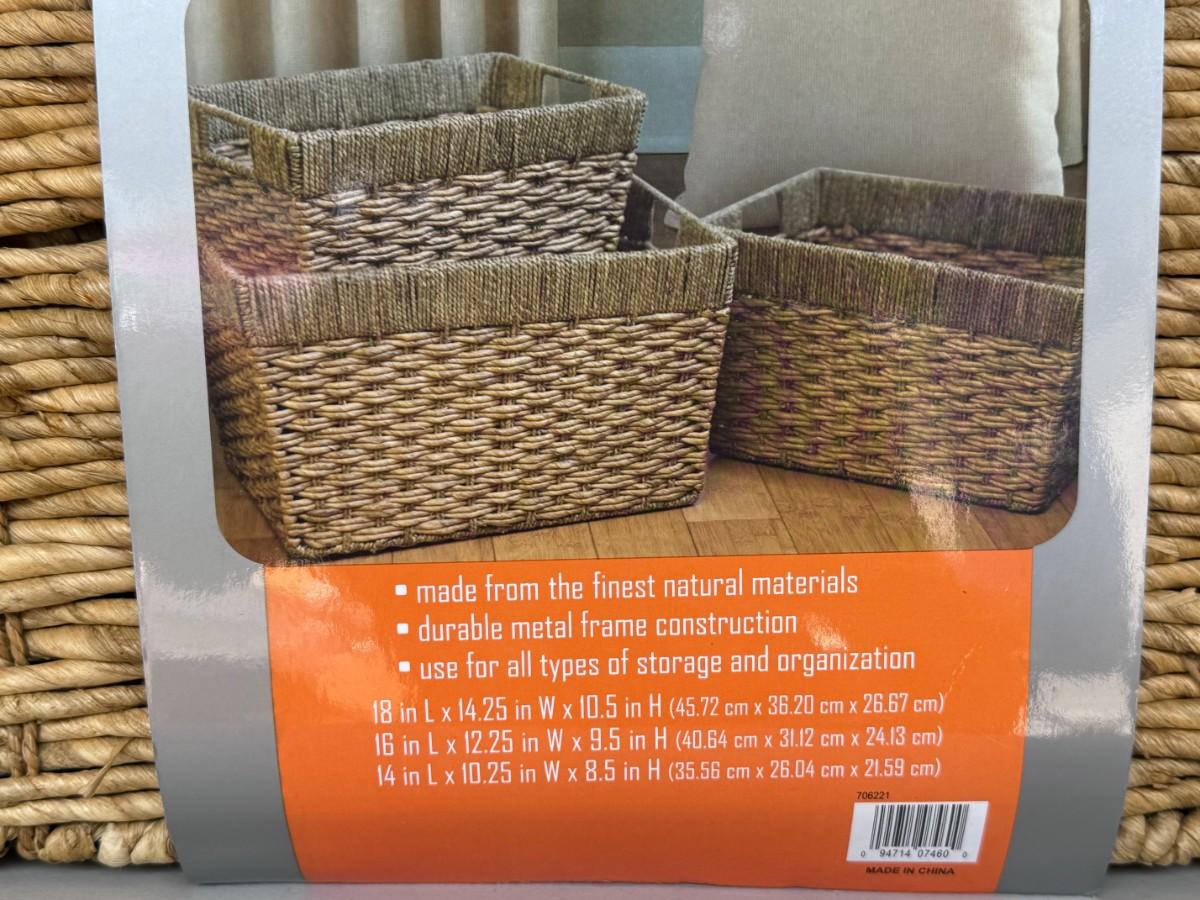 ▪ made from the finest natural materials
▪ durable metal frame construction
▪ use for all types of storage and organization
18 in L x 14.25 in W x 10.5 in H (45.72 cm x 36.20 cm x 26.67 cm)
16 in L x 12.25 in W x 9.5 in H (40.64 cm x 31.12 cm x 24.13 cm)
14 in L x 10.25 in W x 8.5 in H (35.56 cm x 26.04 cm x 21.59 cm)
706221
0 94714 07460 0
MADE IN CHINA